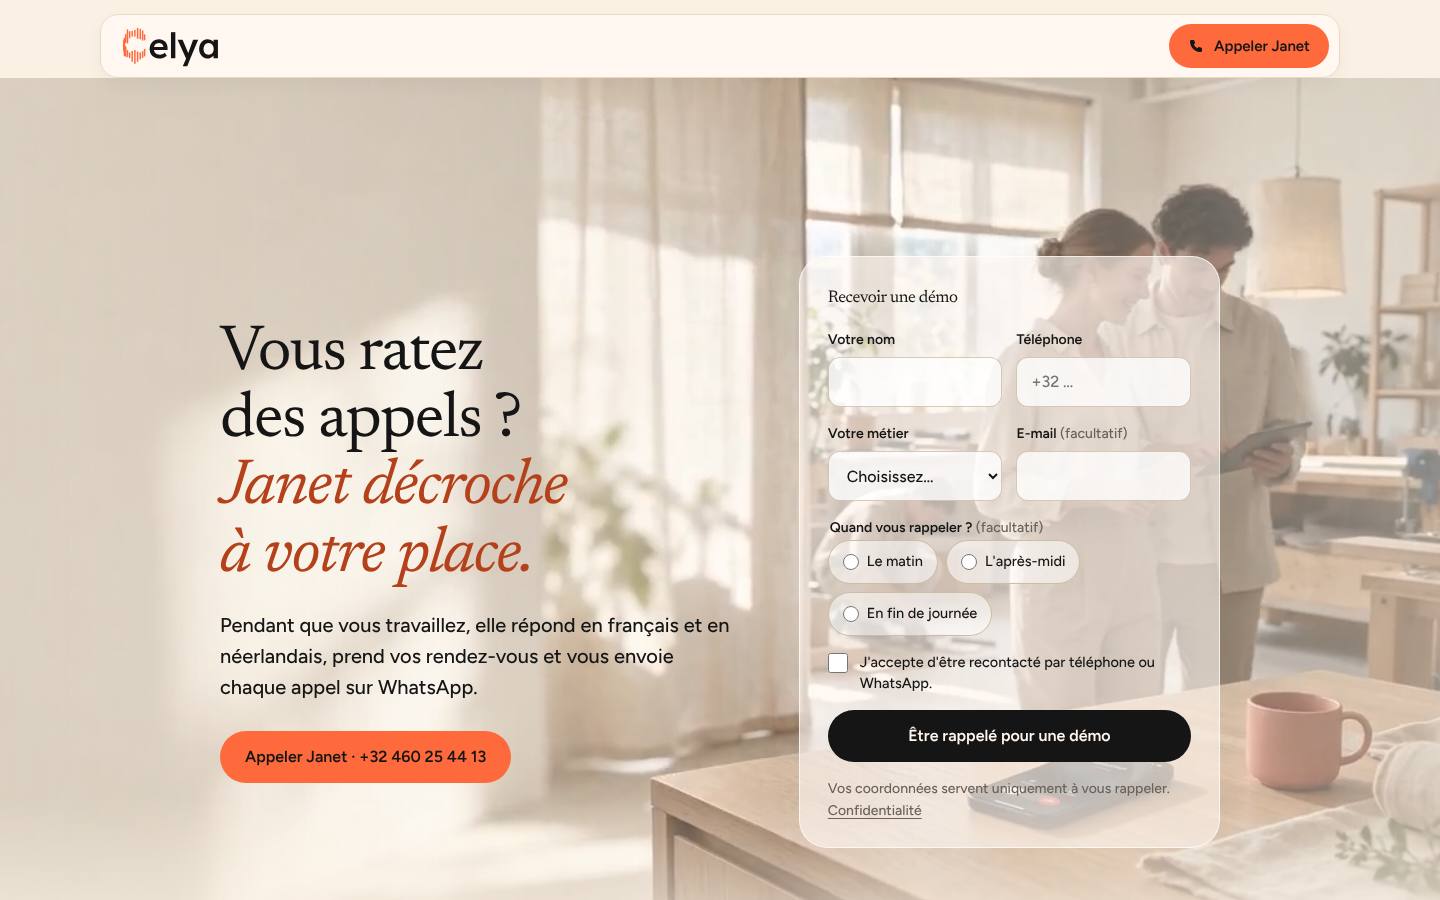 Celya
Appeler Janet
Vous ratez
des appels ?
Janet décroche
à votre place.
Pendant que vous travaillez, elle répond en français et en
néerlandais, prend vos rendez-vous et vous envoie
chaque appel sur WhatsApp.
Appeler Janet · +32 460 25 44 13
Recevoir une démo
Votre nom
Téléphone
+32 ...
Votre métier
E-mail (facultatif)
Choisissez...
Quand vous rappeler ? (facultatif)
Le matin
L'après-midi
En fin de journée
J'accepte d'être recontacté par téléphone ou
WhatsApp.
Être rappelé pour une démo
Vos coordonnées servent uniquement à vous rappeler.
Confidentialité